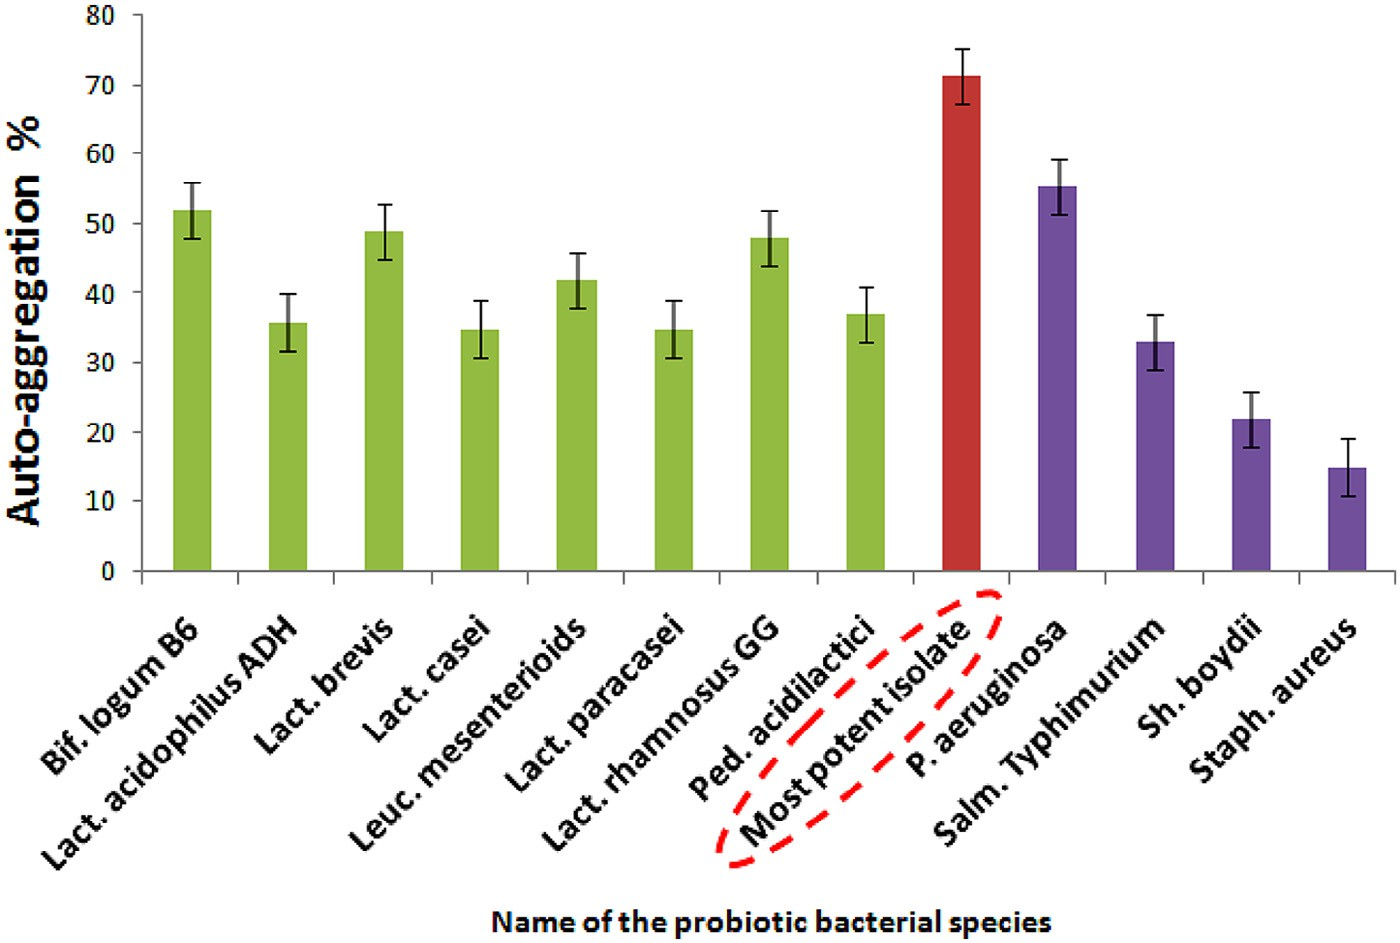 80
70
60
50
40
30
20
10
0
Auto-aggregation %
Bif. logum B6
Lact. acidophilus ADH
Lact. brevis
Lact. casei
Leuc. mesenterioids
Lact. paracasei
Lact. rhamnosus GG
Ped. acidilactici
Most potent isolate
P. aeruginosa
Salm. Typhimurium
Sh. boydii
Staph. aureus
Name of the probiotic bacterial species